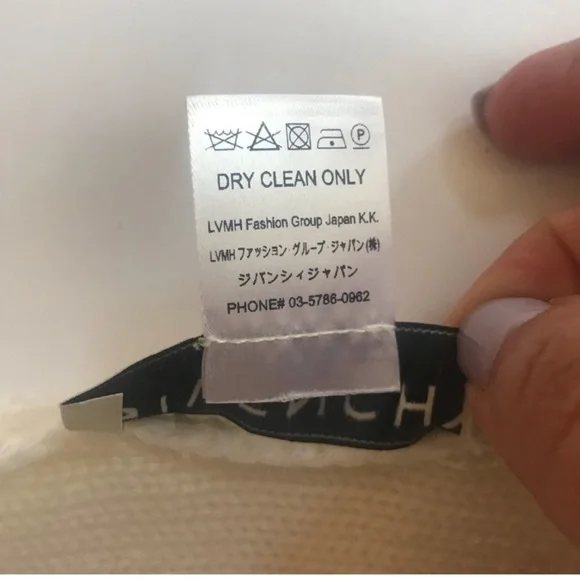 P
DRY CLEAN ONLY
LVMH Fashion Group Japan K.K.
LVMH ファッション・グループ・ジャパン(株)
ジバンシィジャパン
PHONE# 03-5786-0962